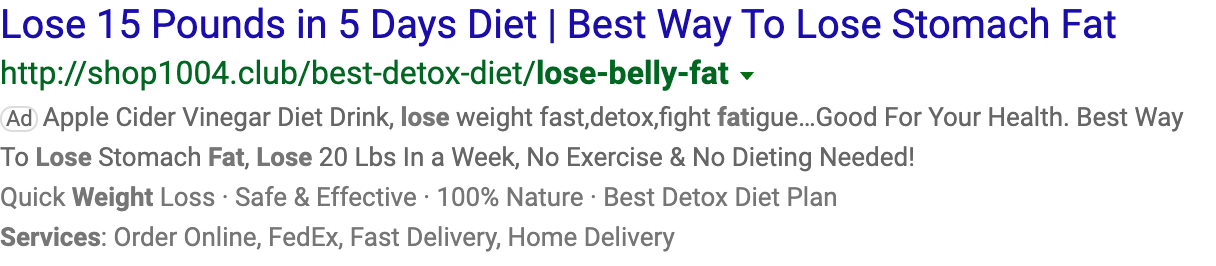 Lose 15 Pounds in 5 Days Diet | Best Way To Lose Stomach Fat
http://shop1004.club/best-detox-diet/lose-belly-fat
Ad Apple Cider Vinegar Diet Drink, lose weight fast,detox,fight fatigue...Good For Your Health. Best Way
To Lose Stomach Fat, Lose 20 Lbs In a Week, No Exercise & No Dieting Needed!
Quick Weight Loss · Safe & Effective · 100% Nature · Best Detox Diet Plan
Services: Order Online, FedEx, Fast Delivery, Home Delivery